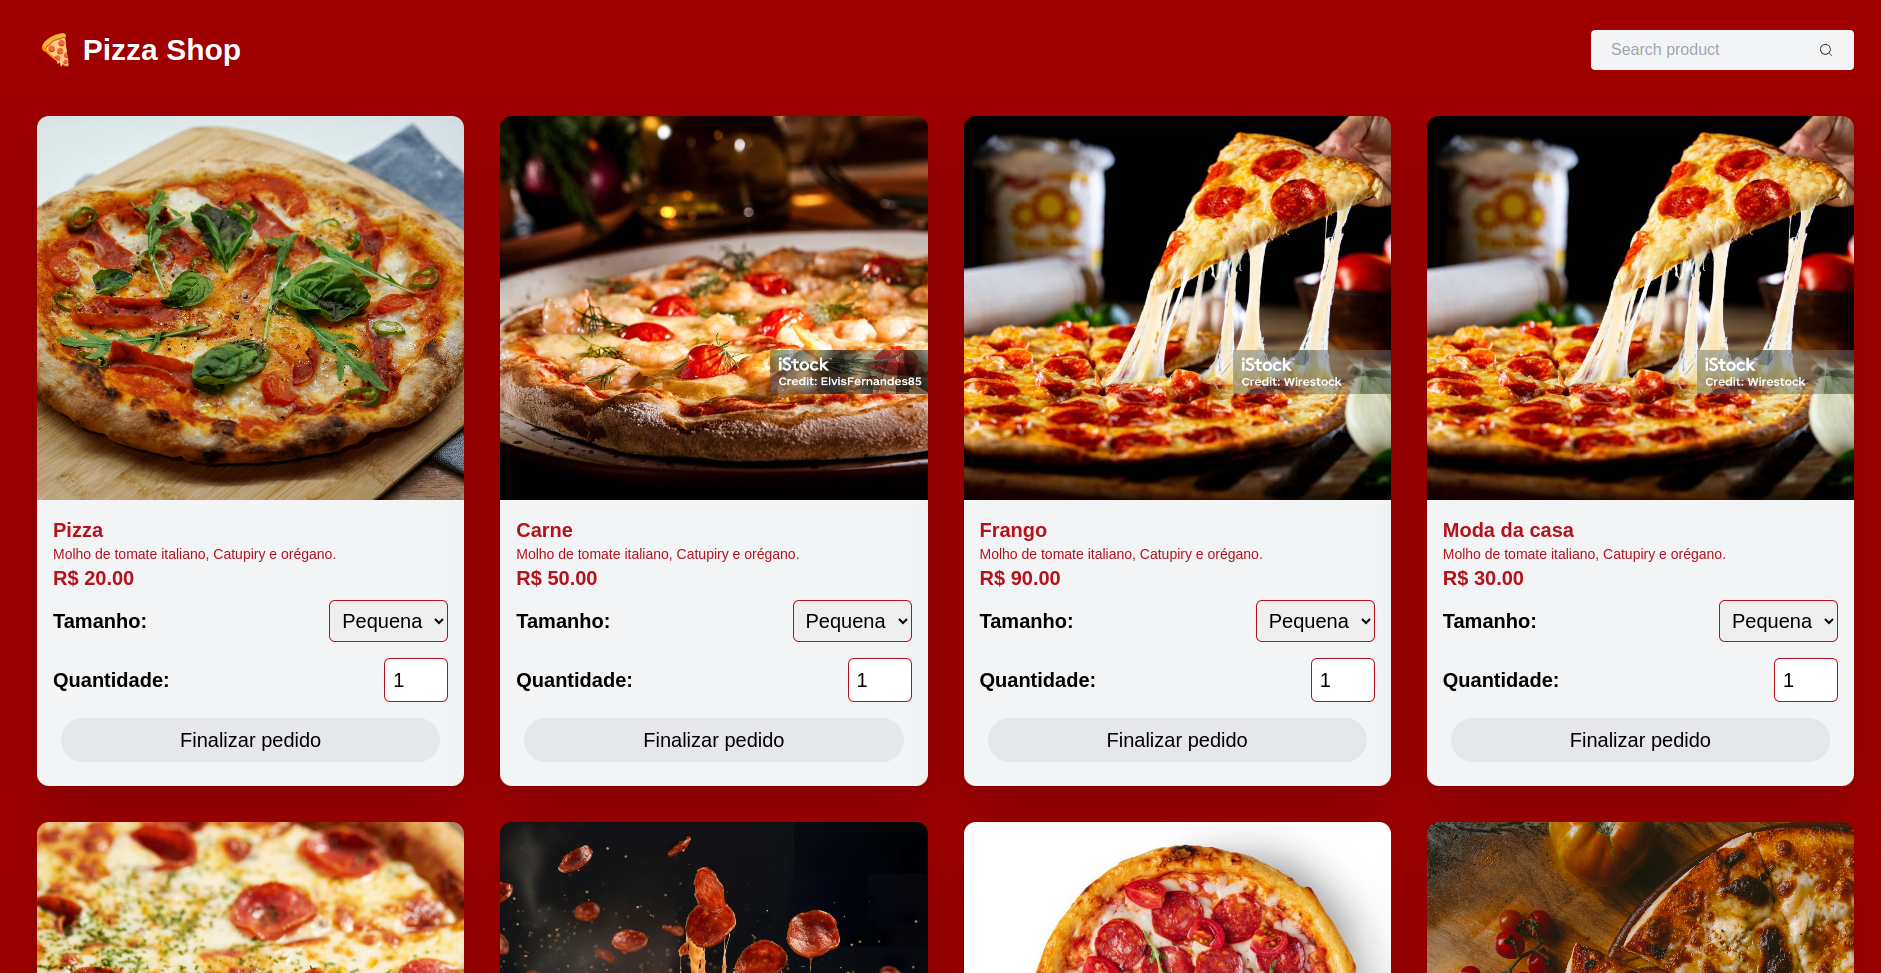 Pizza Shop
Search product
iStock
Credit: ElvisFernandes85
iStock
Credit: Wirestock
iStock
Credit: Wirestock
Pizza
Molho de tomate italiano, Catupiry e orégano.
R$ 20.00
Tamanho:
Pequena
Quantidade:
1
Finalizar pedido
Carne
Molho de tomate italiano, Catupiry e orégano.
R$ 50.00
Tamanho:
Pequena
Quantidade:
1
Finalizar pedido
Frango
Molho de tomate italiano, Catupiry e orégano.
R$ 90.00
Tamanho:
Pequena
Quantidade:
1
Finalizar pedido
Moda da casa
Molho de tomate italiano, Catupiry e orégano.
R$ 30.00
Tamanho:
Pequena
Quantidade:
1
Finalizar pedido